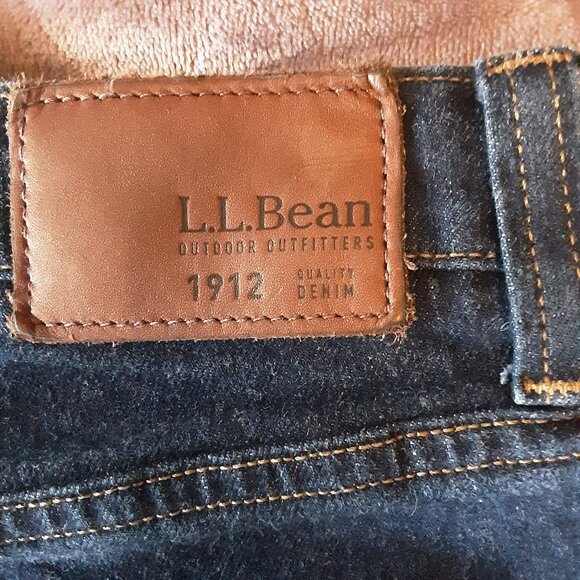 L.L.Bean
OUTDOOR OUTFITTERS
1912 QUALITY DENIM